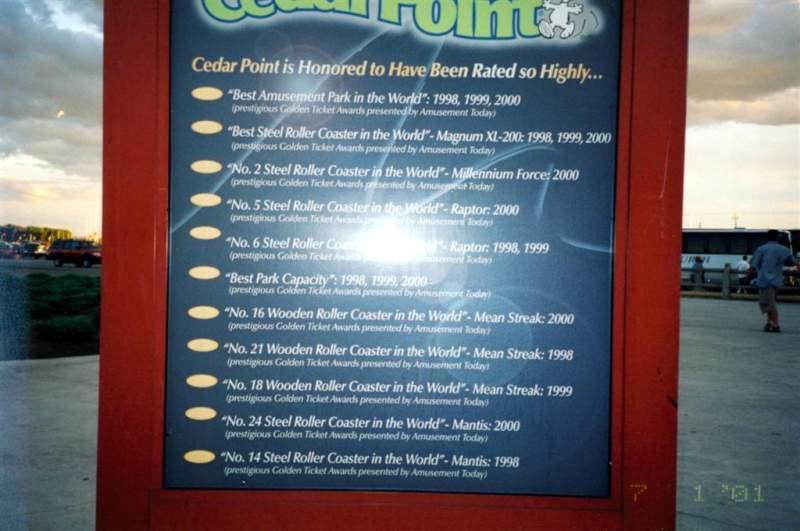 Cedar Point
Cedar Point is Honored to Have Been Rated so Highly...
"Best Amusement Park in the World": 1998, 1999, 2000
(prestigious Golden Ticket Awards presented by Amusement Today)
"Best Steel Roller Coaster in the World"- Magnum XL-200: 1998, 1999, 2000
(prestigious Golden Ticket Awards presented by Amusement Today)
"No. 2 Steel Roller Coaster in the World"- Millennium Force: 2000
(prestigious Golden Ticket Awards presented by Amusement Today)
"No. 5 Steel Roller Coaster in the World"- Raptor: 2000
(prestigious Golden Ticket Awards presented by Amusement Today)
"No. 6 Steel Roller Coaster in the World"- Raptor: 1998, 1999
(prestigious Golden Ticket Awards presented by Amusement Today)
"Best Park Capacity": 1998, 1999, 2000
(prestigious Golden Ticket Awards presented by Amusement Today)
"No. 16 Wooden Roller Coaster in the World"- Mean Streak: 2000
(prestigious Golden Ticket Awards presented by Amusement Today)
"No. 21 Wooden Roller Coaster in the World"- Mean Streak: 1998
(prestigious Golden Ticket Awards presented by Amusement Today)
"No. 18 Wooden Roller Coaster in the World"- Mean Streak: 1999
(prestigious Golden Ticket Awards presented by Amusement Today)
"No. 24 Steel Roller Coaster in the World"- Mantis: 2000
(prestigious Golden Ticket Awards presented by Amusement Today)
"No. 14 Steel Roller Coaster in the World"- Mantis: 1998
(prestigious Golden Ticket Awards presented by Amusement Today)
7 1 '01